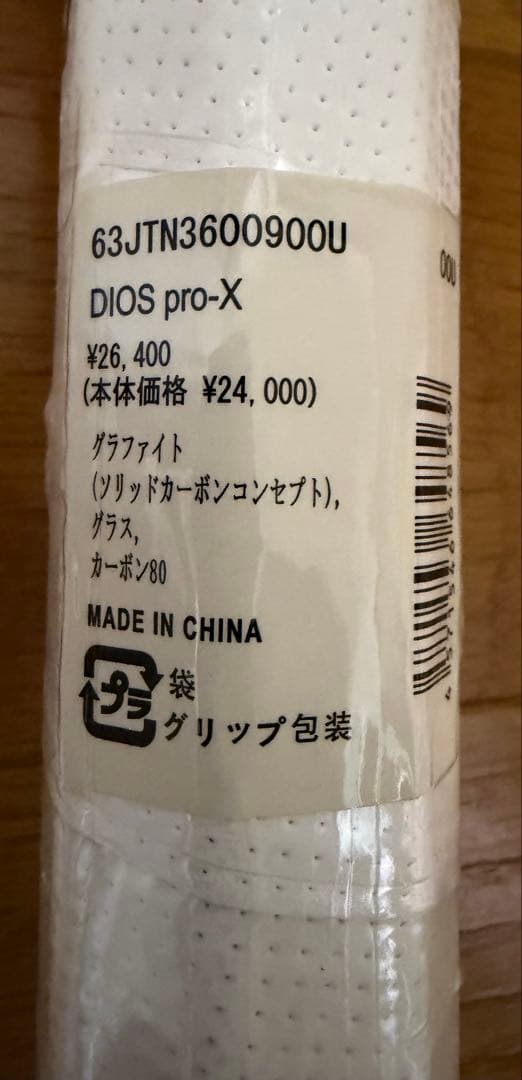 63JTN3600900U
DIOS pro-X
¥26,400
(本体価格 ¥24,000)
グラファイト
(ソリッドカーボンコンセプト),
グラス,
カーボン80
MADE IN CHINA
プラ
袋
グリップ包装
00U